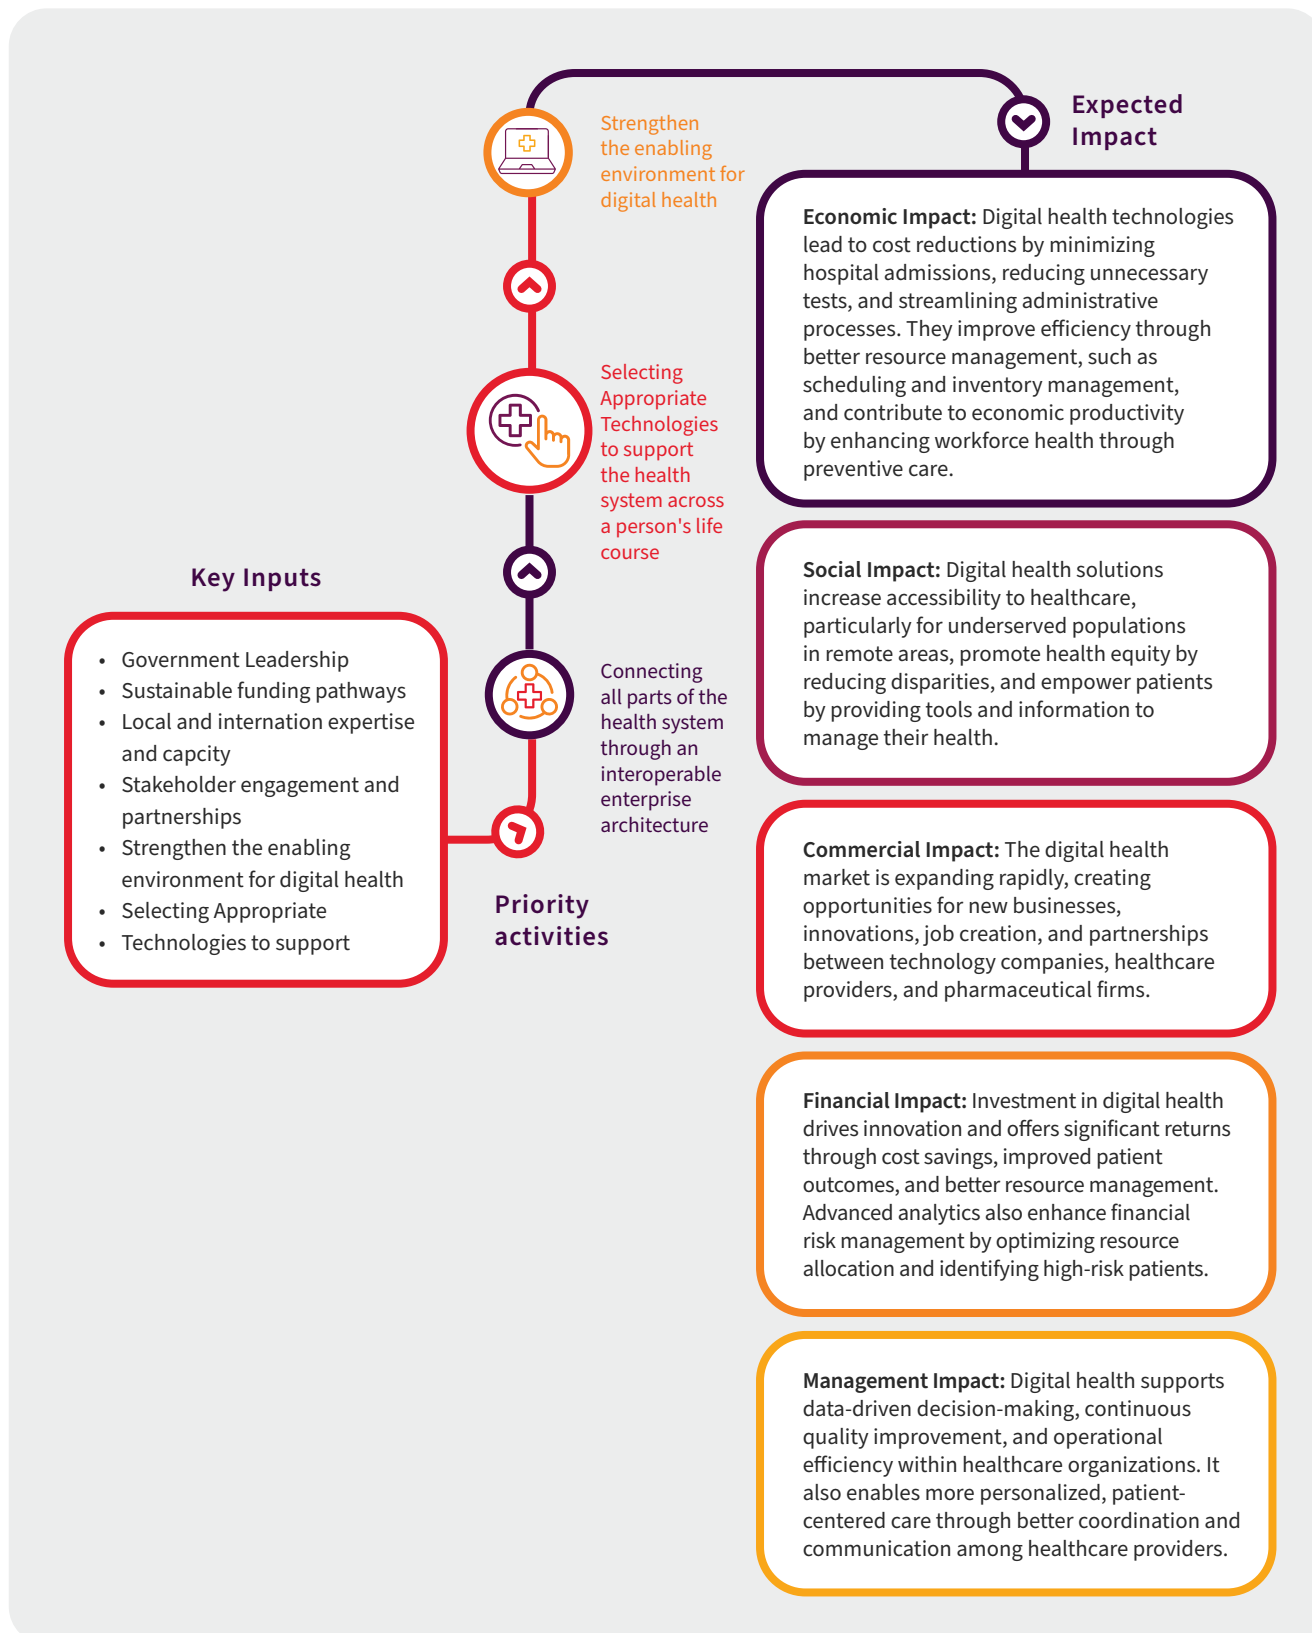 Key Inputs
• Government Leadership
• Sustainable funding pathways
• Local and internation expertise
and capcity
• Stakeholder engagement and
partnerships
• Strengthen the enabling
environment for digital health
• Selecting Appropriate
• Technologies to support
Priority
activities
Connecting
all parts of the
health system
through an
interoperable
enterprise
architecture
Selecting
Appropriate
Technologies
to support
the health
system across
a person's life
course
Strengthen
the enabling
environment for
digital health
Expected
Impact
Economic Impact: Digital health technologies
lead to cost reductions by minimizing
hospital admissions, reducing unnecessary
tests, and streamlining administrative
processes. They improve efficiency through
better resource management, such as
scheduling and inventory management,
and contribute to economic productivity
by enhancing workforce health through
preventive care.
Social Impact: Digital health solutions
increase accessibility to healthcare,
particularly for underserved populations
in remote areas, promote health equity by
reducing disparities, and empower patients
by providing tools and information to
manage their health.
Commercial Impact: The digital health
market is expanding rapidly, creating
opportunities for new businesses,
innovations, job creation, and partnerships
between technology companies, healthcare
providers, and pharmaceutical firms.
Financial Impact: Investment in digital health
drives innovation and offers significant returns
through cost savings, improved patient
outcomes, and better resource management.
Advanced analytics also enhance financial
risk management by optimizing resource
allocation and identifying high-risk patients.
Management Impact: Digital health supports
data-driven decision-making, continuous
quality improvement, and operational
efficiency within healthcare organizations. It
also enables more personalized, patient-
centered care through better coordination and
communication among healthcare providers.